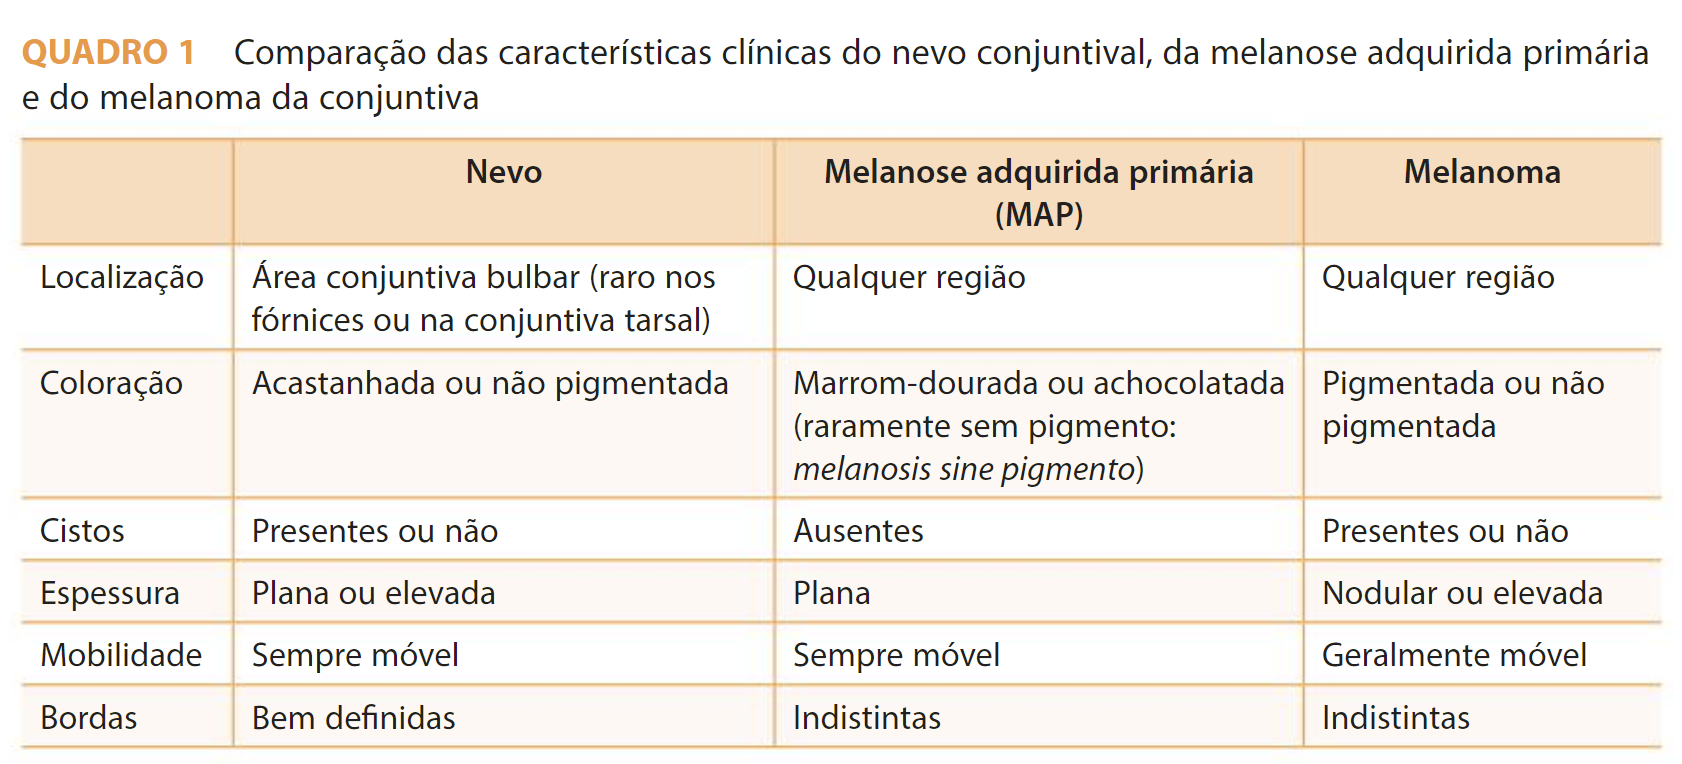 QUADRO 1 Comparação das características clínicas do nevo conjuntival, da melanose adquirida primária
e do melanoma da conjuntiva
Nevo
Melanose adquirida primária
(MAP)
Melanoma
Localização
Área conjuntiva bulbar (raro nos
fórnices ou na conjuntiva tarsal)
Qualquer região
Qualquer região
Coloração
Acastanhada ou não pigmentada
Marrom-dourada ou achocolatada
(raramente sem pigmento:
melanosis sine pigmento)
Pigmentada ou não
pigmentada
Cistos
Presentes ou não
Ausentes
Presentes ou não
Espessura
Plana ou elevada
Plana
Nodular ou elevada
Mobilidade
Sempre móvel
Sempre móvel
Geralmente móvel
Bordas
Bem definidas
Indistintas
Indistintas